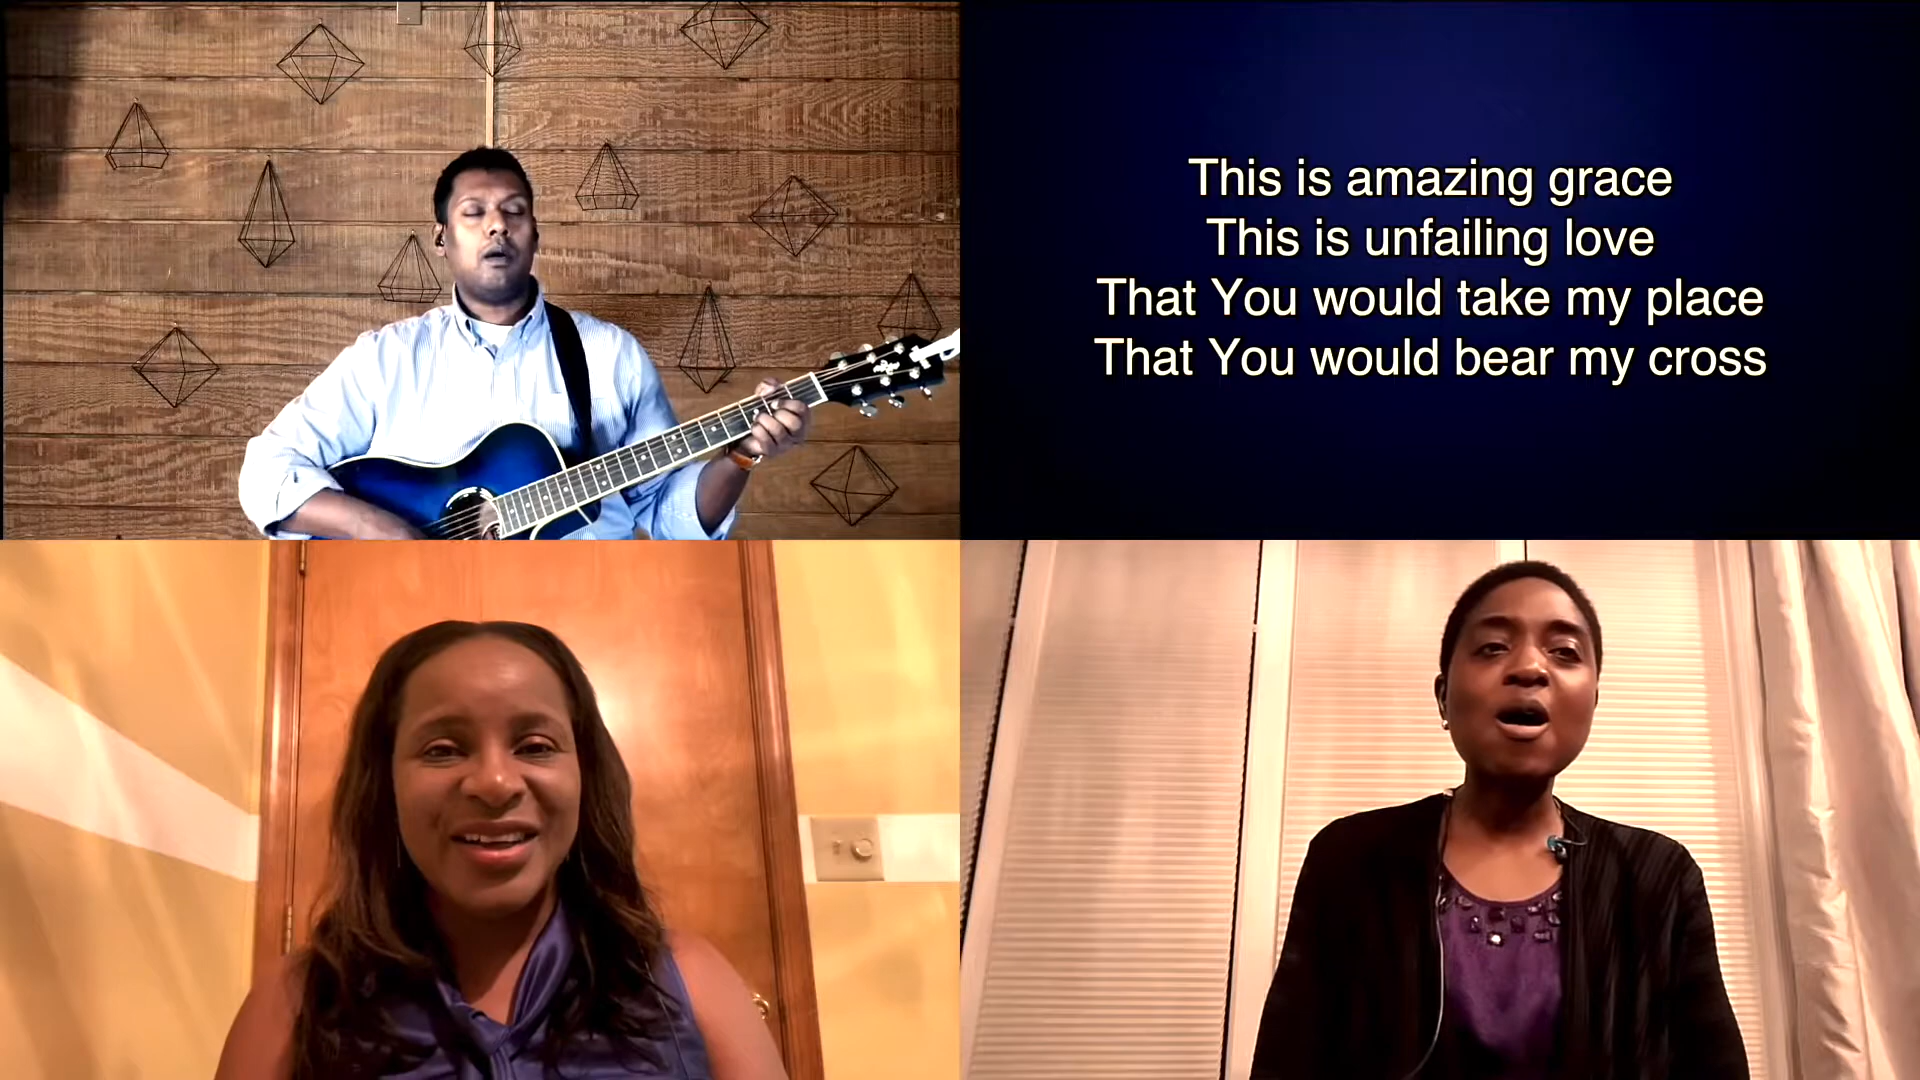 This is amazing grace
This is unfailing love
That You would take my place
That You would bear my cross